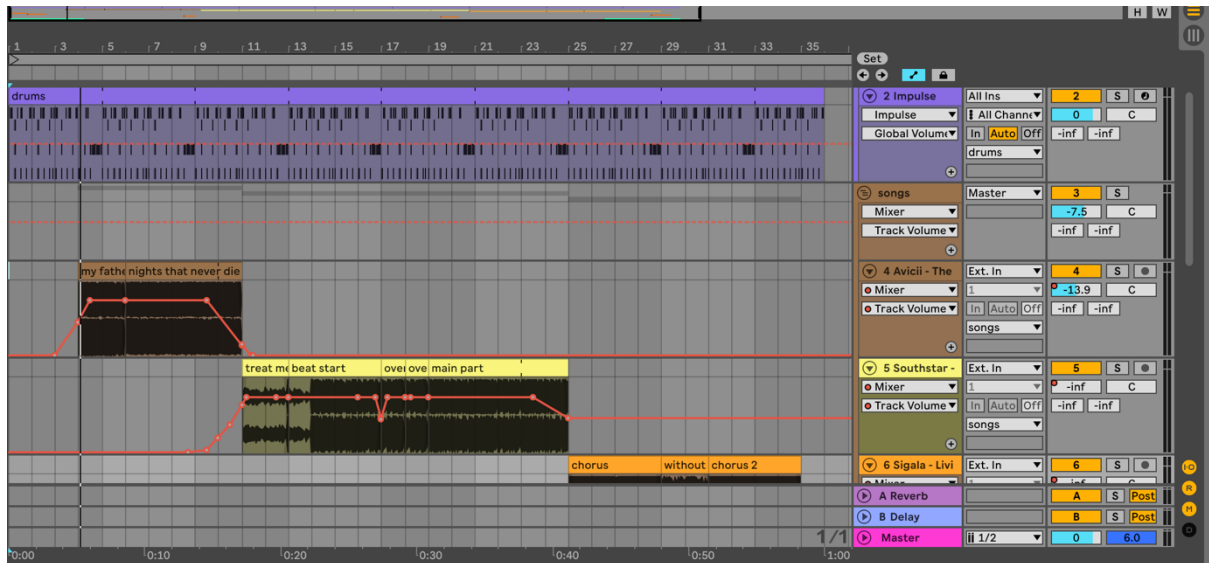 H W
1 3 5 7 9 11 13 15 17 19 21 23 25 27 29 31 33 35
Set
drums
2 Impulse All Ins 2 S
Impulse All Channe 0 C
Global Volume In Auto Off -inf -inf
drums
songs Master 3 S
Mixer -7.5 C
Track Volume -inf -inf
my fathe nights that never die
4 Avicii - The Ext. In 4 S
Mixer 1 -13.9 C
Track Volume In Auto Off -inf -inf
songs
treat me beat start over ove main part
5 Southstar - Ext. In 5 S
Mixer 1 -inf C
Track Volume In Auto Off -inf -inf
songs
chorus without chorus 2
6 Sigala - Livi Ext. In 6 S
I·O
A Reverb A S Post
R
B Delay B S Post
M
1/1
Master 1/2 0 6.0
D
0:00 0:10 0:20 0:30 0:40 0:50 1:00